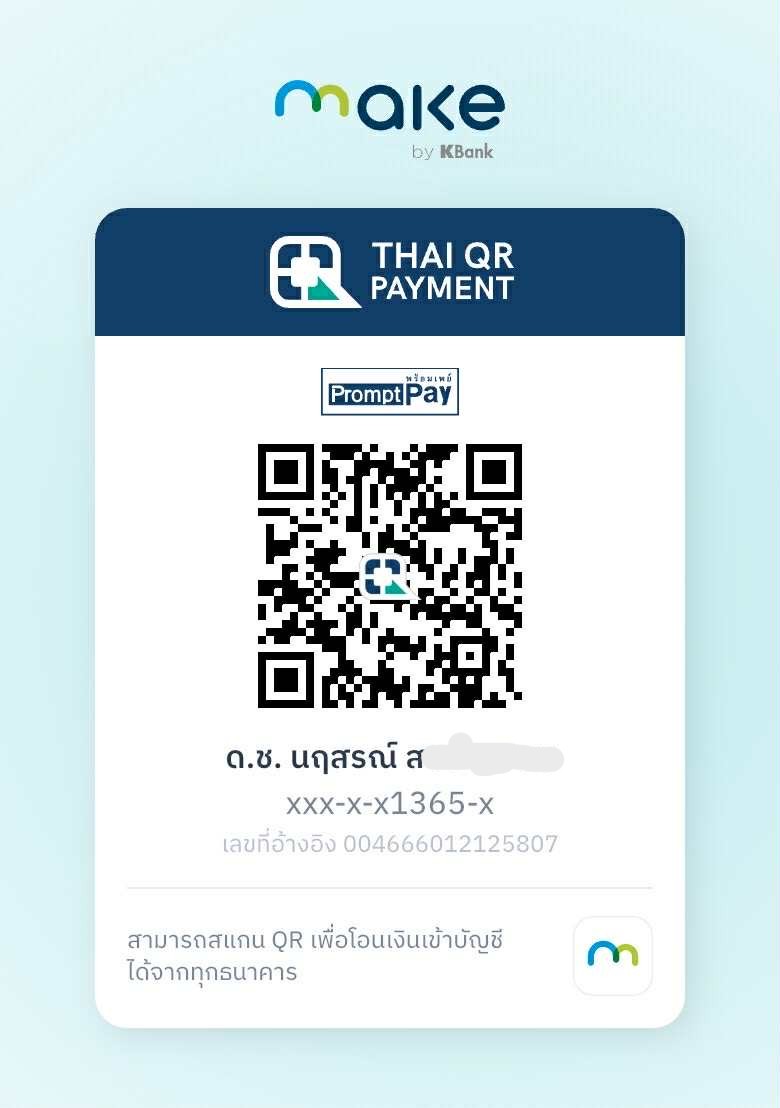 make
by KBank
THAI QR
PAYMENT
พร้อมเพย์
PromptPay
ด.ช. นฤสรณ์ ส
xxx-x-x1365-x
เลขที่อ้างอิง 004666012125807
สามารถสแกน QR เพื่อโอนเงินเข้าบัญชี
ได้จากทุกธนาคาร